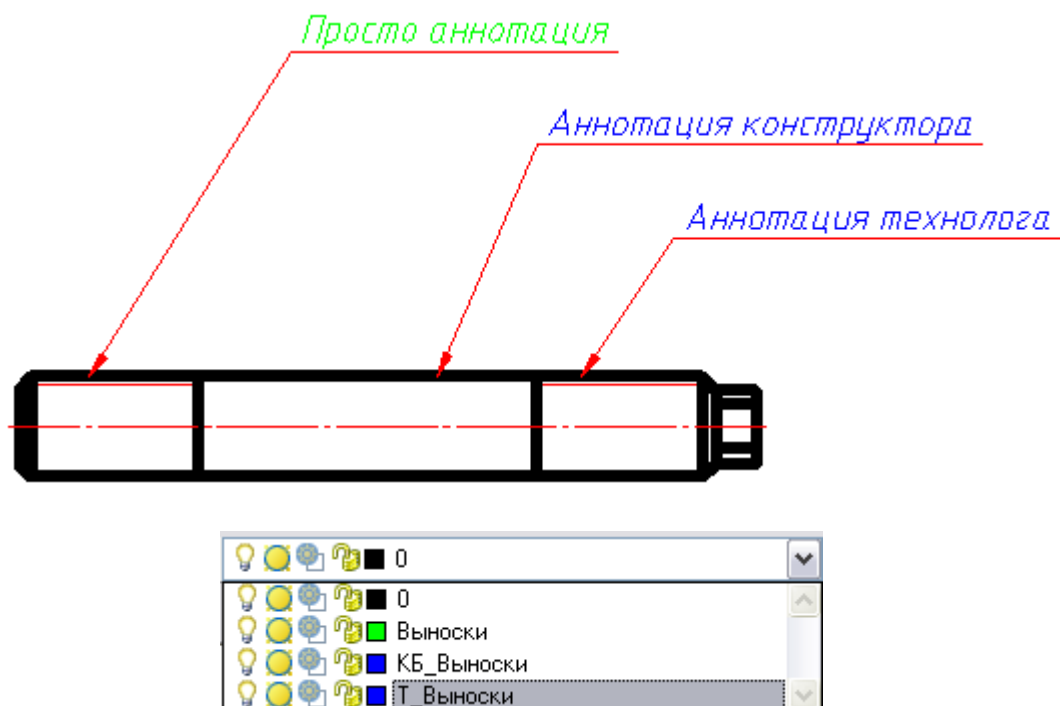 Просто аннотация
Аннотация конструктора
Аннотация технолога
0
0
Выноски
КБ_Выноски
Т_Выноски